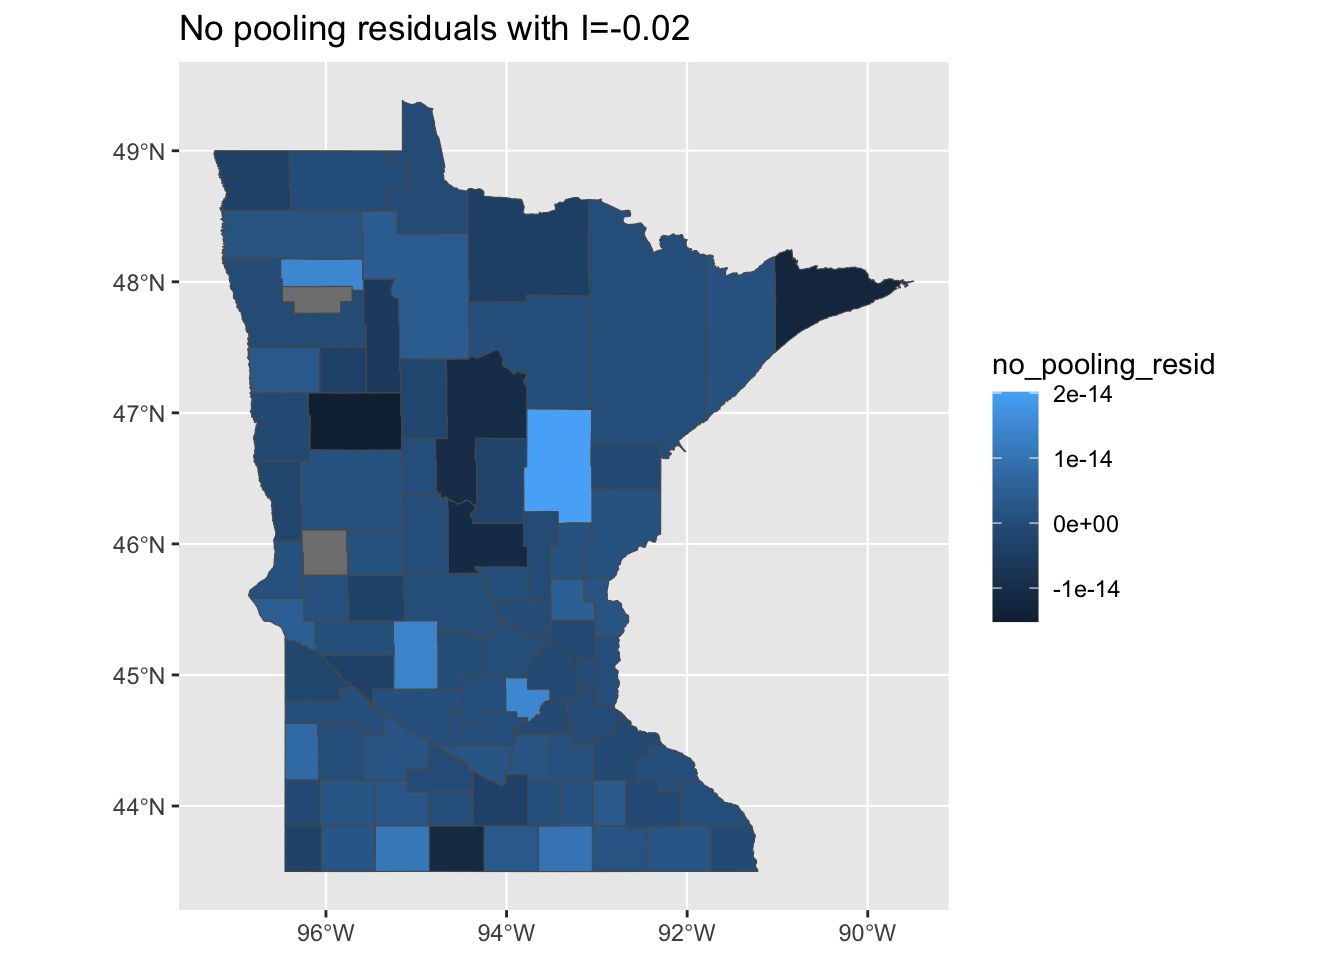 No pooling residuals with I=-0.02
49°N
48°N
47°N
46°N
45°N
44°N
96°W
94°W
92°W
90°W
no_pooling_resid
2e-14
1e-14
0e+00
-1e-14